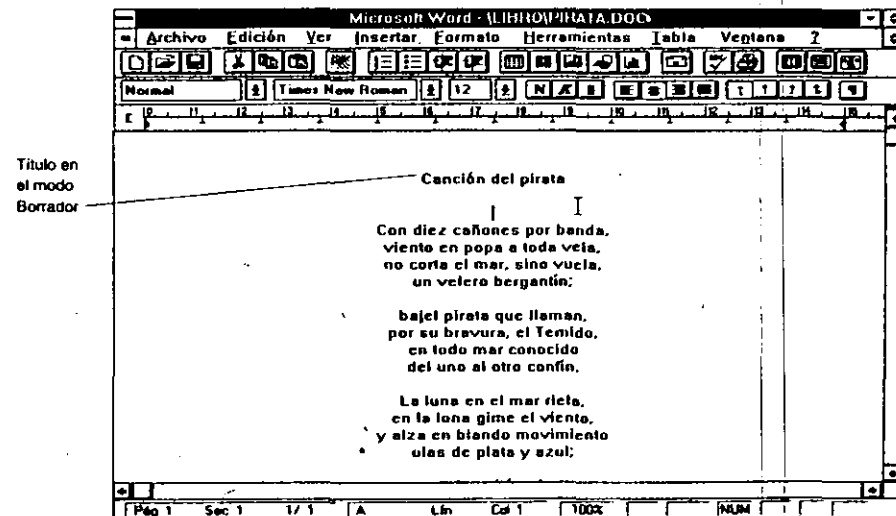 Microsoft Word - \LIBRO\PIRATA.DOC
Archivo Edición Ver Insertar Formato Herramientas Tabla Ventana ?
Normal Times New Roman 12 N K S
Título en
el modo
Borrador
Canción del pirata
Con diez cañones por banda,
viento en popa a toda vela,
no corta el mar, sino vuela,
un velero bergantín;
bajel pirata que llaman,
por su bravura, el Temido,
en todo mar conocido
del uno al otro confín.
La luna en el mar riela,
en la lona gime el viento,
y alza en blando movimiento
olas de plata y azul;
Pág 1 Sec 1 1/ 1 A Lín Col 1 100% NUM